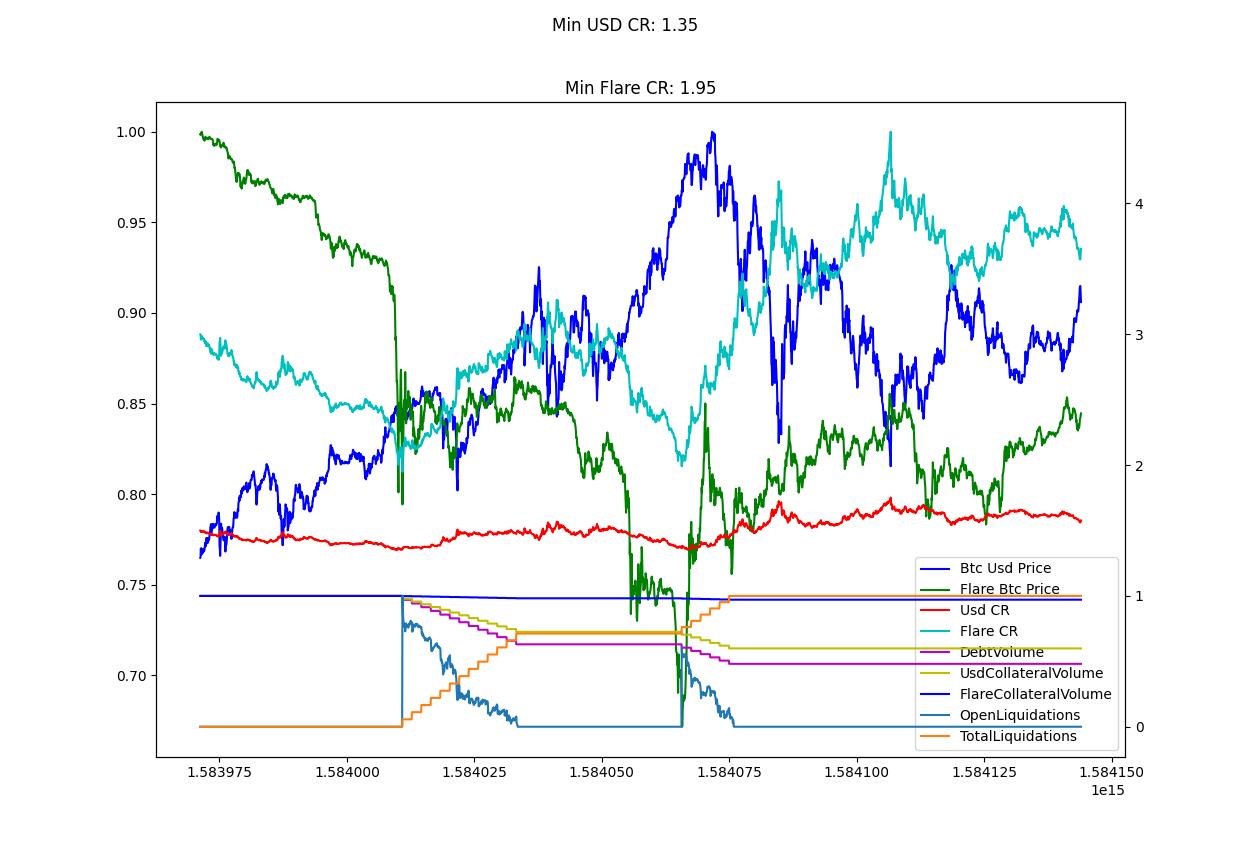 Min USD CR: 1.35
Min Flare CR: 1.95
1.00
0.95
0.90
0.85
0.80
0.75
0.70
4
3
2
1
0
Btc Usd Price
Flare Btc Price
Usd CR
Flare CR
DebtVolume
UsdCollateralVolume
FlareCollateralVolume
OpenLiquidations
TotalLiquidations
1.583975 1.584000 1.584025 1.584050 1.584075 1.584100 1.584125 1.584150
1e15